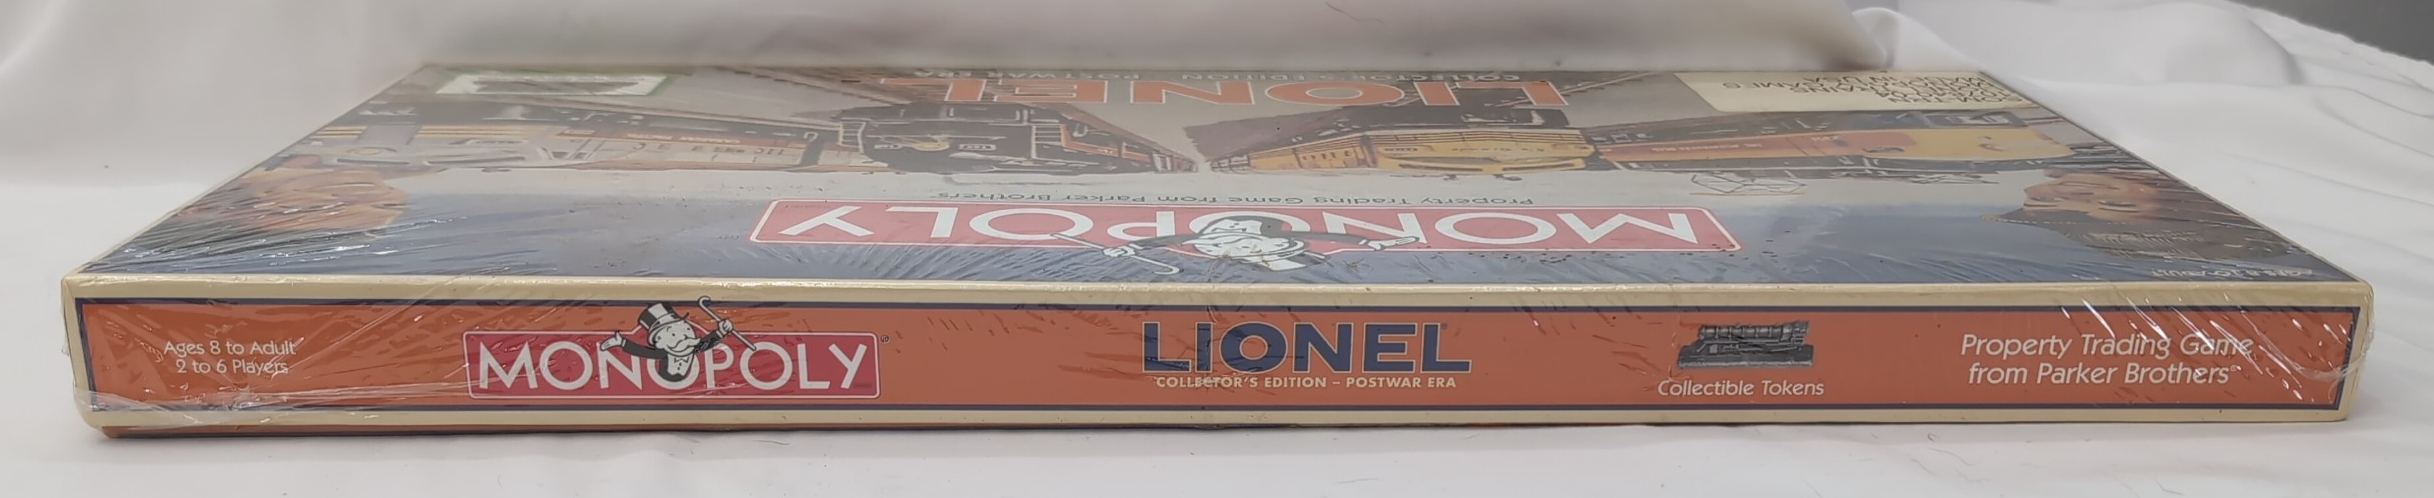 LIONEL
COLLECTOR'S EDITION POSTWAR ERA
Property Trading Game from Parker Brothers
MONOPOLY
Ages 8 to Adult
2 to 6 Players
MONOPOLY
LIONEL
COLLECTOR'S EDITION – POSTWAR ERA
Collectible Tokens
Property Trading Game
from Parker Brothers®